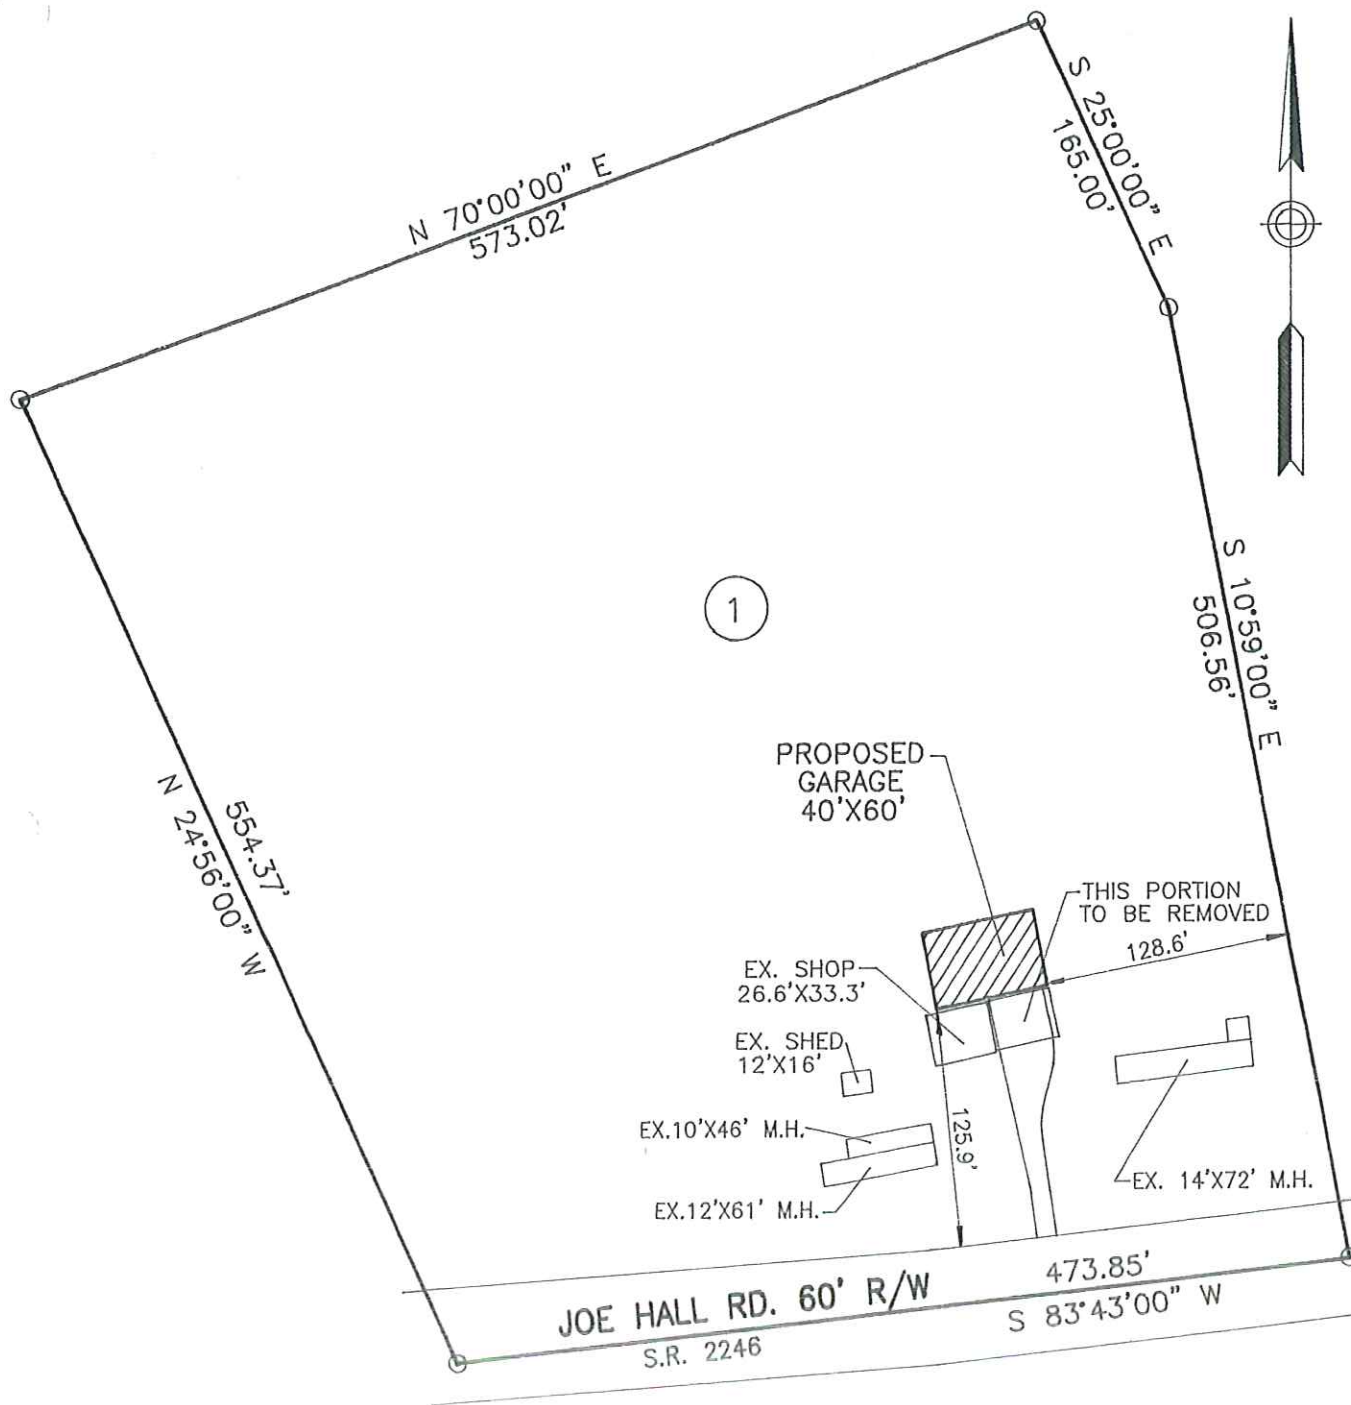 S 25°00'00" E
165.00'
N 70°00'00" E
573.02'
S 10°59'00" E
506.56'
1
PROPOSED
GARAGE
40'X60'
N 24°56'00" W
554.37'
THIS PORTION
TO BE REMOVED
128.6'
EX. SHOP
26.6'X33.3'
EX. SHED
12'X16'
EX.10'X46' M.H.
125.9'
EX. 14'X72' M.H.
EX.12'X61' M.H.
JOE HALL RD. 60' R/W
473.85'
S 83°43'00" W
S.R. 2246